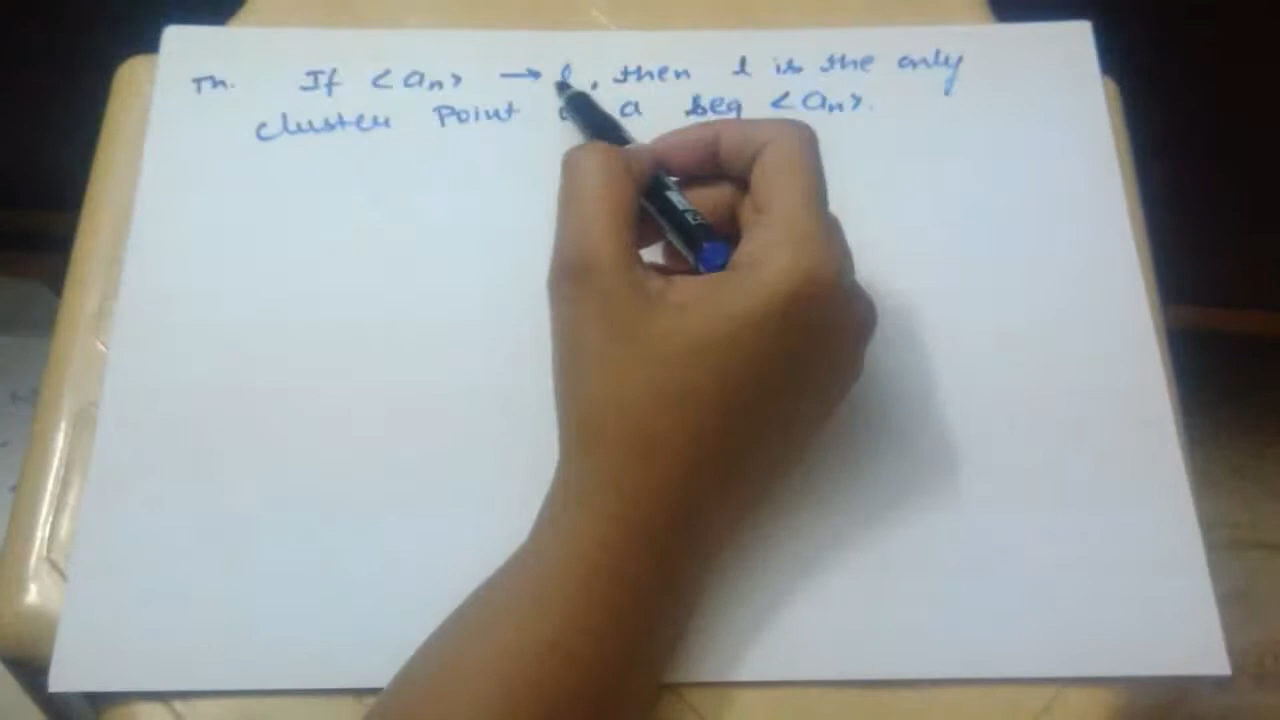 Th. If <an> → l, then l is the only
cluster Point a seq <an>.